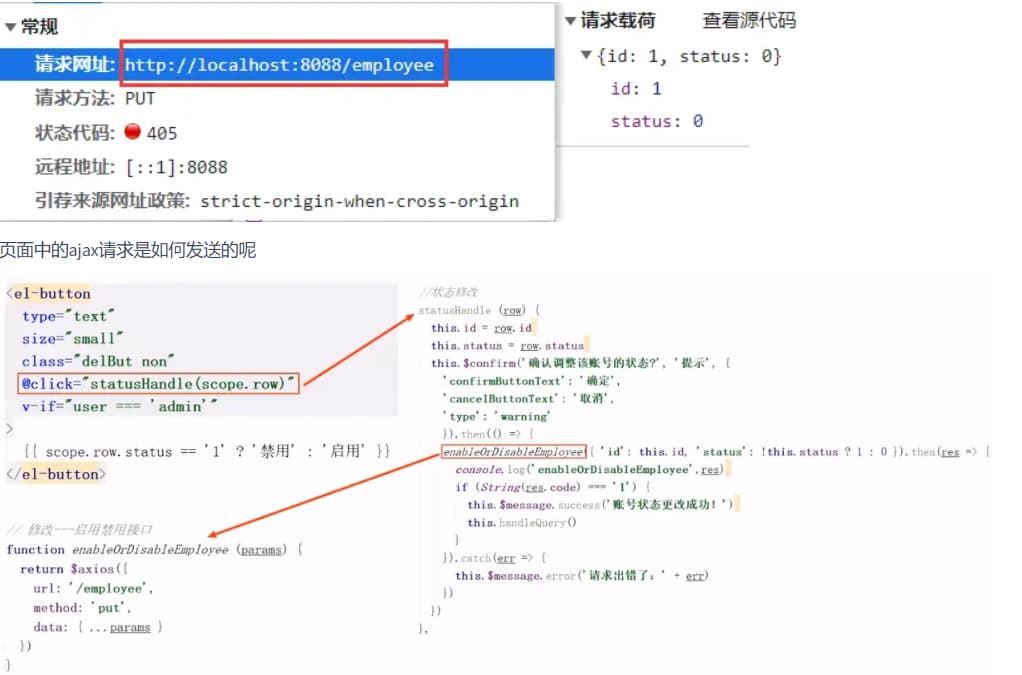 常规
请求网址: http://localhost:8088/employee
请求方法: PUT
状态代码: 405
远程地址: [::1]:8088
引荐来源网址政策: strict-origin-when-cross-origin
请求载荷 查看源代码
{id: 1, status: 0}
id: 1
status: 0
页面中的ajax请求是如何发送的呢
<el-button
type="text"
size="small"
class="delBut non"
@click="statusHandle(scope.row)"
v-if="user === 'admin'"
>
{{ scope.row.status == '1' ? '禁用' : '启用' }}
</el-button>
//状态修改
statusHandle (row) {
this.id = row.id
this.status = row.status
this.$confirm('确认调整该账号的状态?', '提示', {
'confirmButtonText': '确定',
'cancelButtonText': '取消',
'type': 'warning'
}).then(() => {
enableOrDisableEmployee({ 'id': this.id, 'status': !this.status ? 1 : 0 }).then(res => {
console.log('enableOrDisableEmployee',res)
if (String(res.code) === '1') {
this.$message.success('账号状态更改成功！')
this.handleQuery()
}
}).catch(err => {
this.$message.error('请求出错了：' + err)
})
})
},
// 修改---启用禁用接口
function enableOrDisableEmployee (params) {
return $axios({
url: '/employee',
method: 'put',
data: { ...params }
})
}